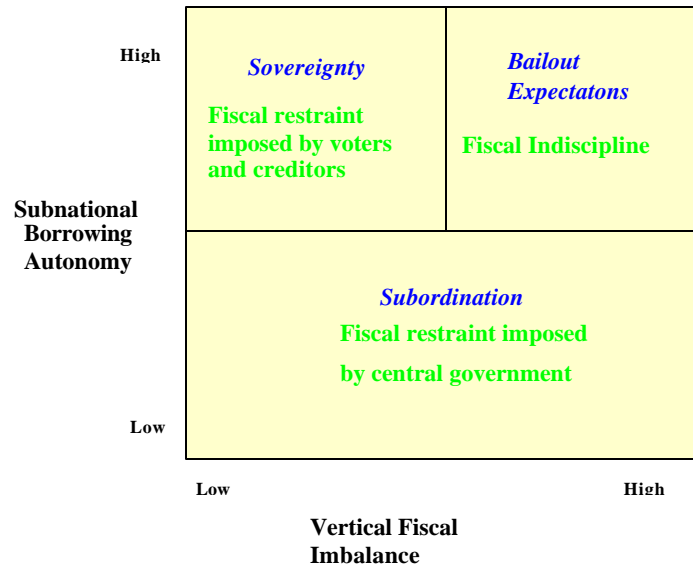 High
Sovereignty
Fiscal restraint
imposed by voters
and creditors
Bailout
Expectatons
Fiscal Indiscipline
Subnational
Borrowing
Autonomy
Subordination
Fiscal restraint imposed
by central government
Low
Low
High
Vertical Fiscal
Imbalance